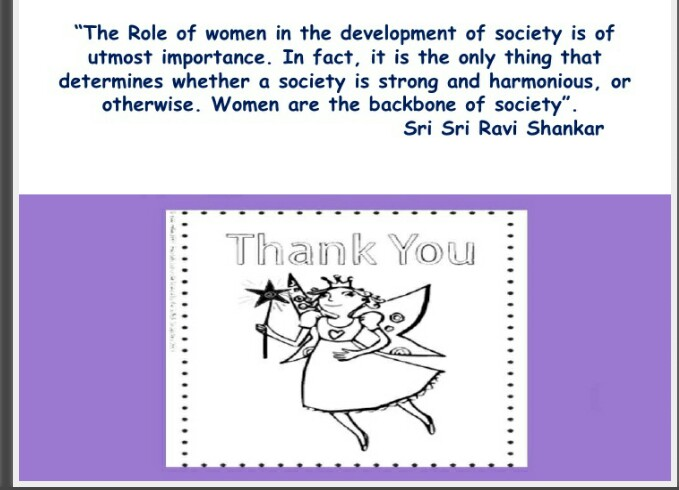 “The Role of women in the development of society is of
utmost importance. In fact, it is the only thing that
determines whether a society is strong and harmonious, or
otherwise. Women are the backbone of society”.
Sri Sri Ravi Shankar
Thank You